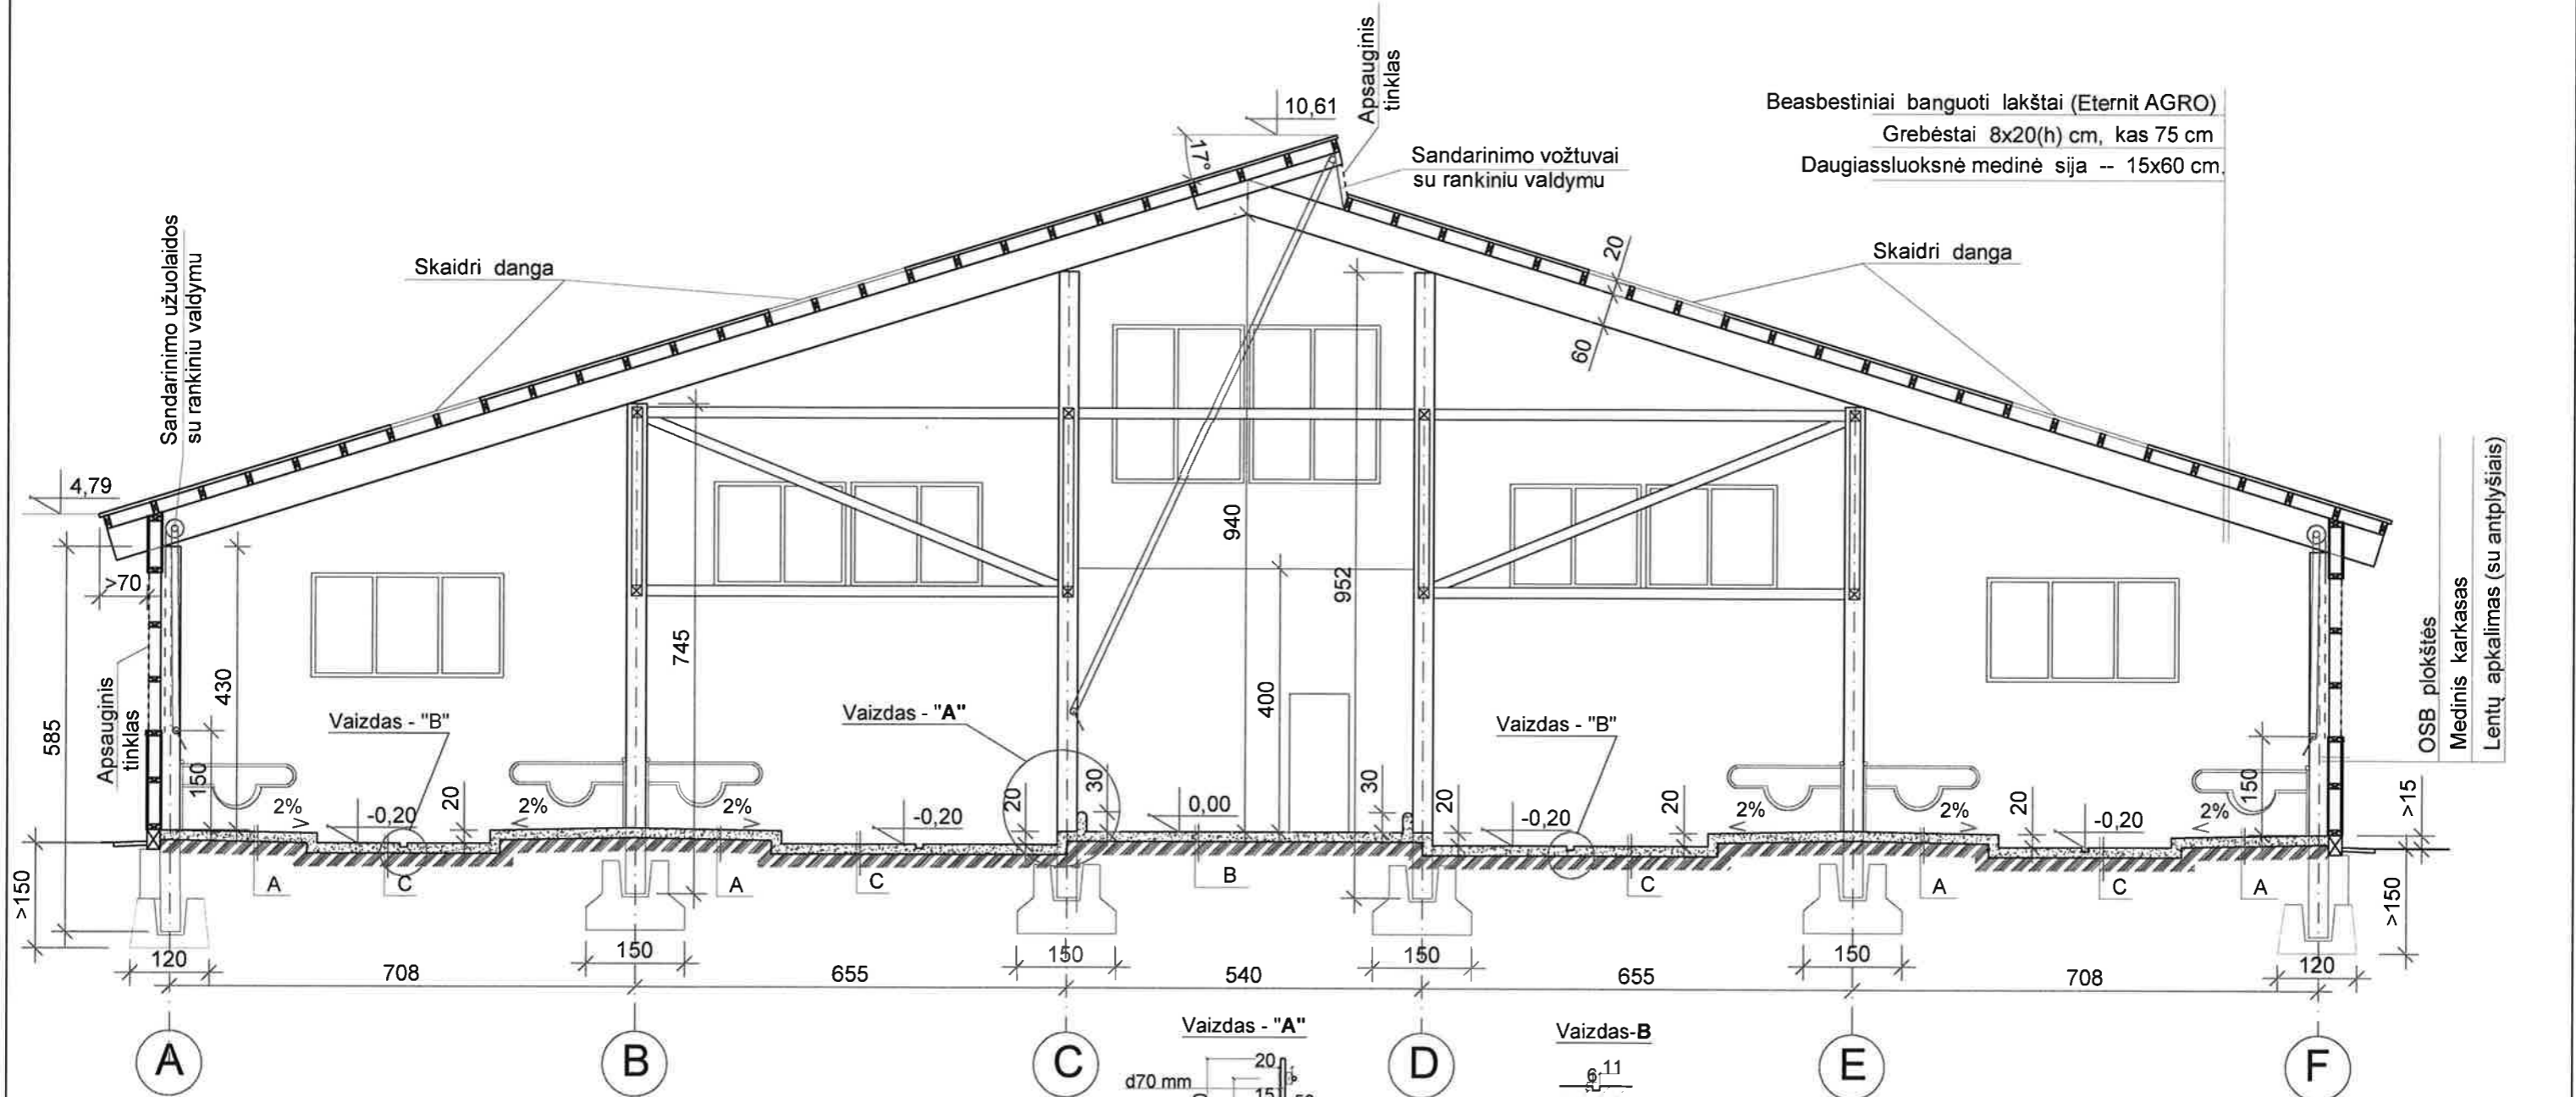 Apsauginis
tinklas
10,61
17°
Sandarinimo vožtuvai
su rankiniu valdymu
Beasbestiniai banguoti lakštai (Eternit AGRO)
Grebėstai 8x20(h) cm, kas 75 cm
Daugiassluoksnė medinė sija -- 15x60 cm.
Sandarinimo užuolaidos
su rankiniu valdymu
Skaidri danga
20
60
Skaidri danga
4,79
>70
585
430
150
Apsauginis
tinklas
745
940
952
400
Vaizdas - "B"
Vaizdas - "A"
Vaizdas - "B"
OSB plokštės
Medinis karkasas
Lentų apkalimas (su antplyšiais)
2%
-0,20
20
2%
2%
-0,20
20
30
0,00
30
20
-0,20
20
2%
2%
20
-0,20
2%
150
>15
>150
A
C
A
C
B
C
A
C
A
>150
120
150
150
150
150
120
708
655
540
655
708
A
B
C
D
E
F
Vaizdas - "A"
20
d70 mm
15
Vaizdas-B
6 11